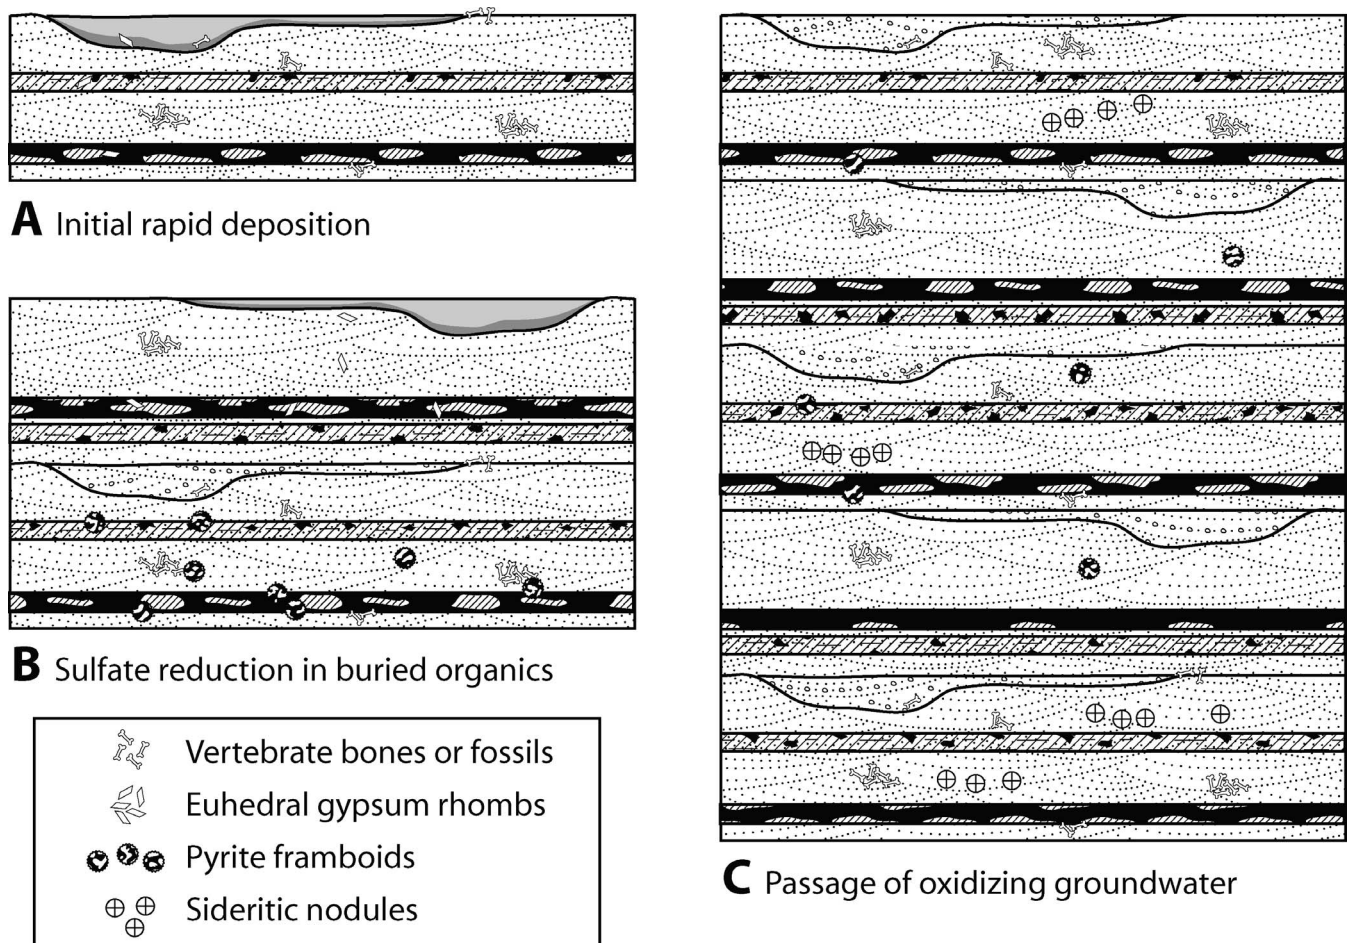 A Initial rapid deposition
B Sulfate reduction in buried organics
Vertebrate bones or fossils
Euhedral gypsum rhombs
Pyrite framboids
Sideritic nodules
C Passage of oxidizing groundwater